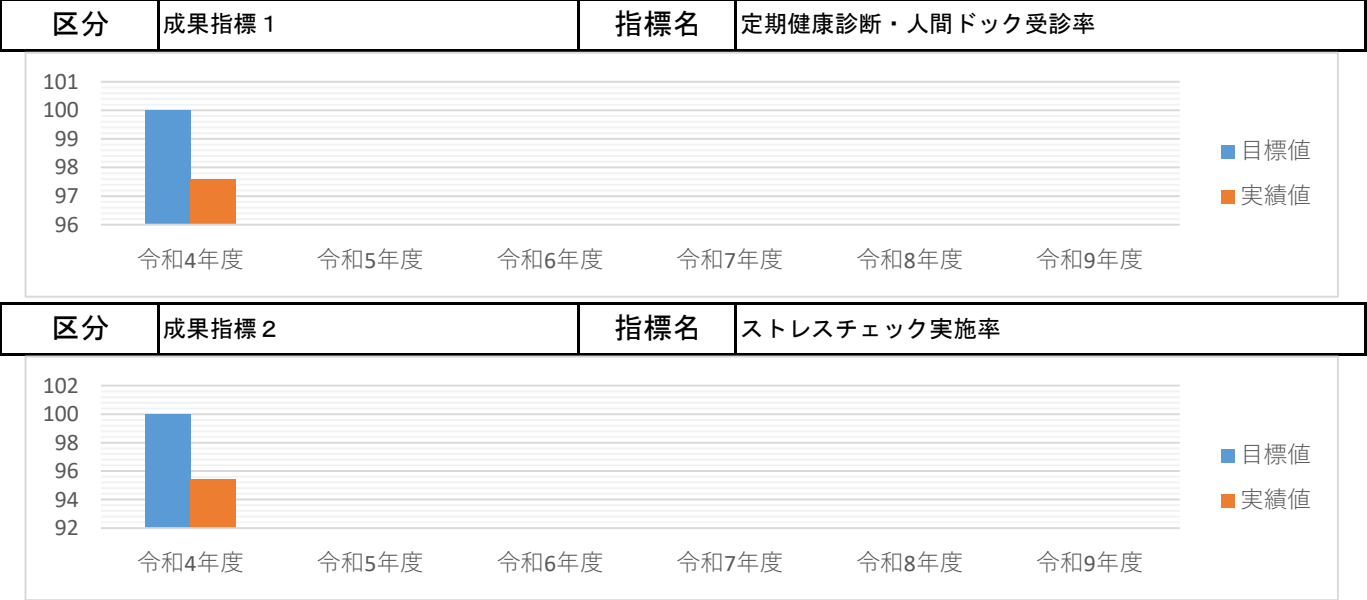 区分 成果指標１ 指標名 定期健康診断・人間ドック受診率
101
100
99
98
97
96
令和4年度 令和5年度 令和6年度 令和7年度 令和8年度 令和9年度
目標値
実績値
区分 成果指標２ 指標名 ストレスチェック実施率
102
100
98
96
94
92
令和4年度 令和5年度 令和6年度 令和7年度 令和8年度 令和9年度
目標値
実績値